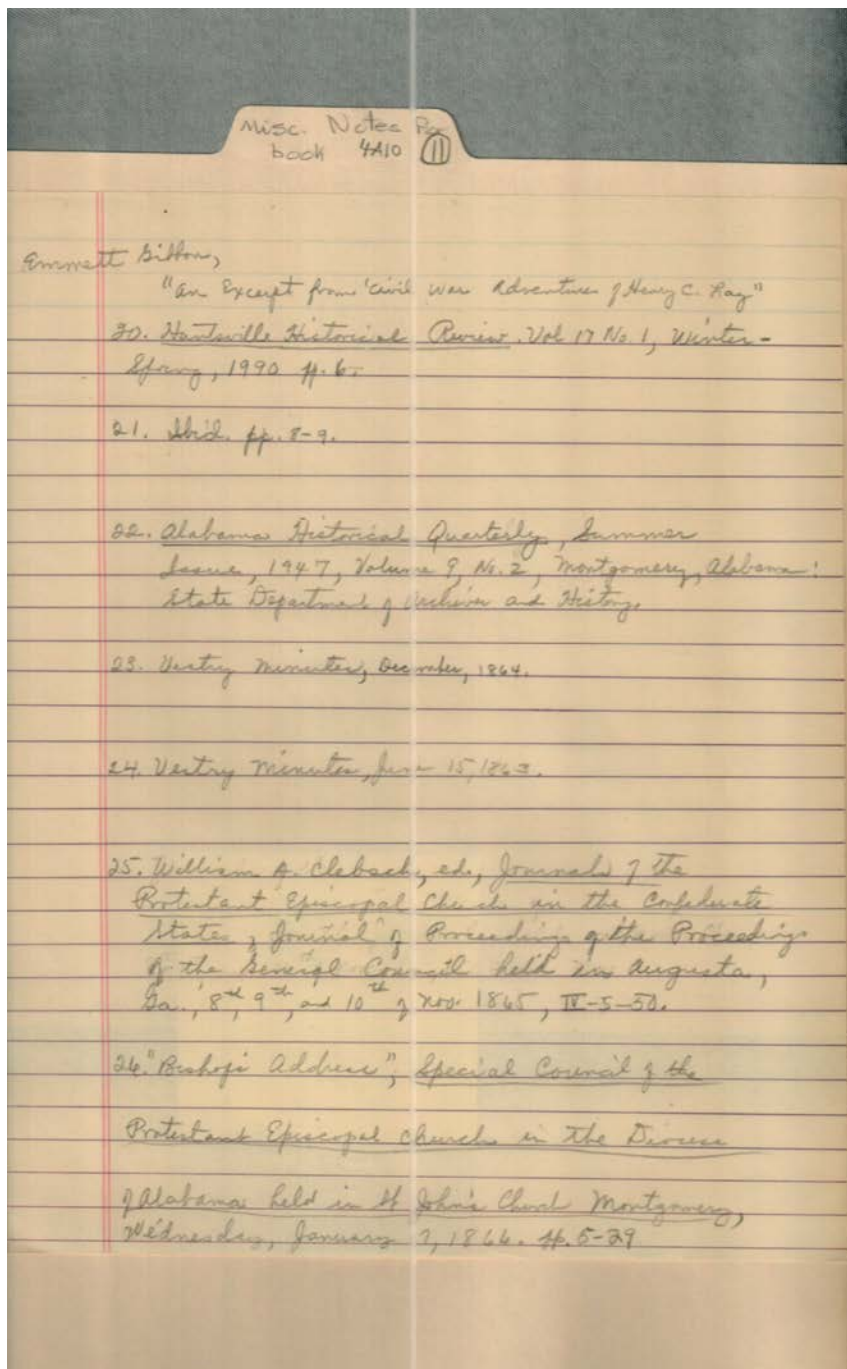 Misc. Notes Pg
book 4A10 11
Emmett Gibbon,
"An Excerpt from 'Civil War Adventures of Henry C. Lay"
20. Huntsville Historical Review. Vol 17 No. 1, Winter-
Spring, 1990 pp. 6.
21. Ibid. pp. 8-9.
22. Alabama Historical Quarterly, Summer
Issue, 1947, Volume 9, No. 2, Montgomery, Alabama:
State Department of Archives and History.
23. Vestry Minutes, December, 1864.
24. Vestry Minutes, June 15, 1863.
25. William A. Clebsch, ed., Journals of the
Protestant Episcopal Church in the Confederate
States, Journal of Proceedings of the Proceedings
of the General Council held in Augusta,
Ga., 8th, 9th, and 10th of Nov. 1865, IV-5-50.
26. "Bishop's Address", Special Council of the
Protestant Episcopal Church in the Diocese
of Alabama held in St John's Church Montgomery,
Wednesday, January 1866. pp. 5-29